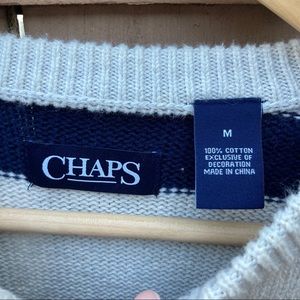 CHAPS
M
100% COTTON
EXCLUSIVE OF
DECORATION
MADE IN CHINA